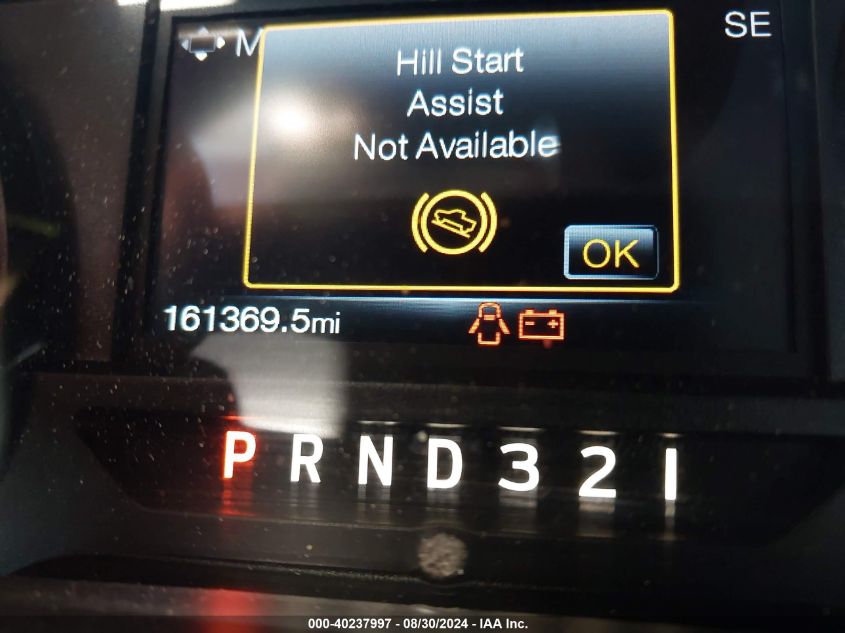 M
SE
Hill Start
Assist
Not Available
OK
161369.5mi
P R N D 3 2 1
000-40237997 - 08/30/2024 - IAA Inc.